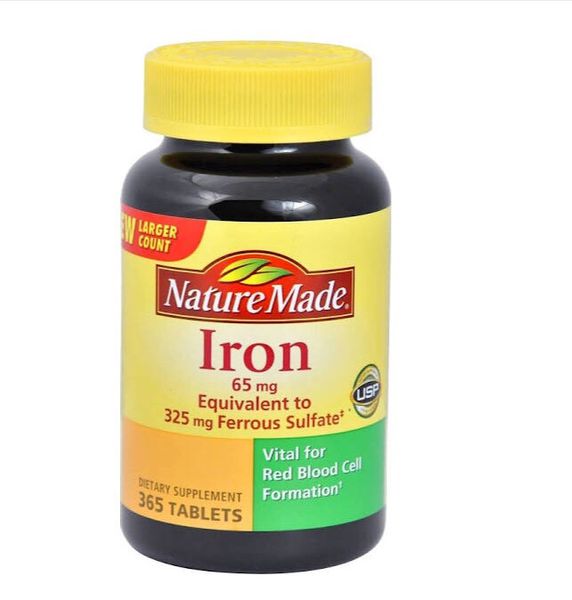 LARGER
COUNT
Nature Made®
Iron
65 mg
Equivalent to
325 mg Ferrous Sulfate‡
USP
Vital for
Red Blood Cell
Formation†
DIETARY SUPPLEMENT
365 TABLETS